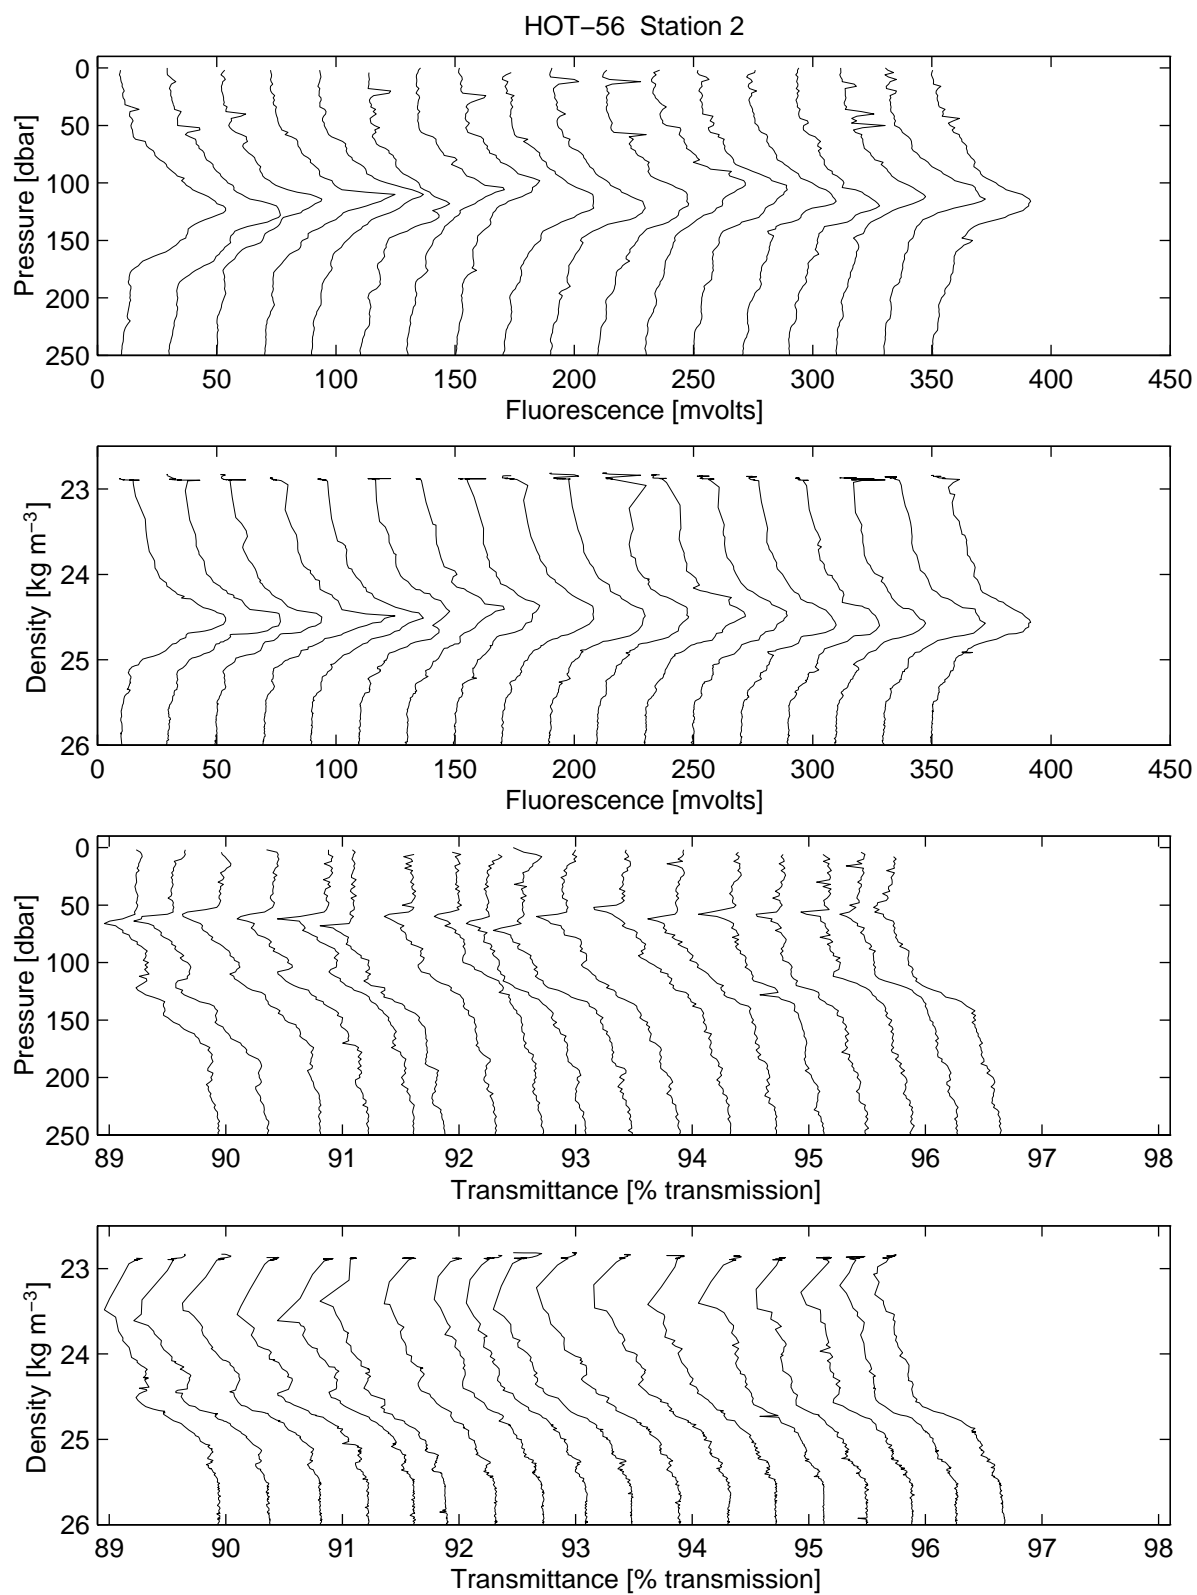 HOT−56 Station 2
0
50
100
150
200
250
Pressure [dbar]
0 50 100 150 200 250 300 350 400 450
Fluorescence [mvolts]
23
24
25
26
Density [kg m−3]
0 50 100 150 200 250 300 350 400 450
Fluorescence [mvolts]
0
50
100
150
200
250
Pressure [dbar]
89 90 91 92 93 94 95 96 97 98
Transmittance [% transmission]
23
24
25
26
Density [kg m−3]
89 90 91 92 93 94 95 96 97 98
Transmittance [% transmission]